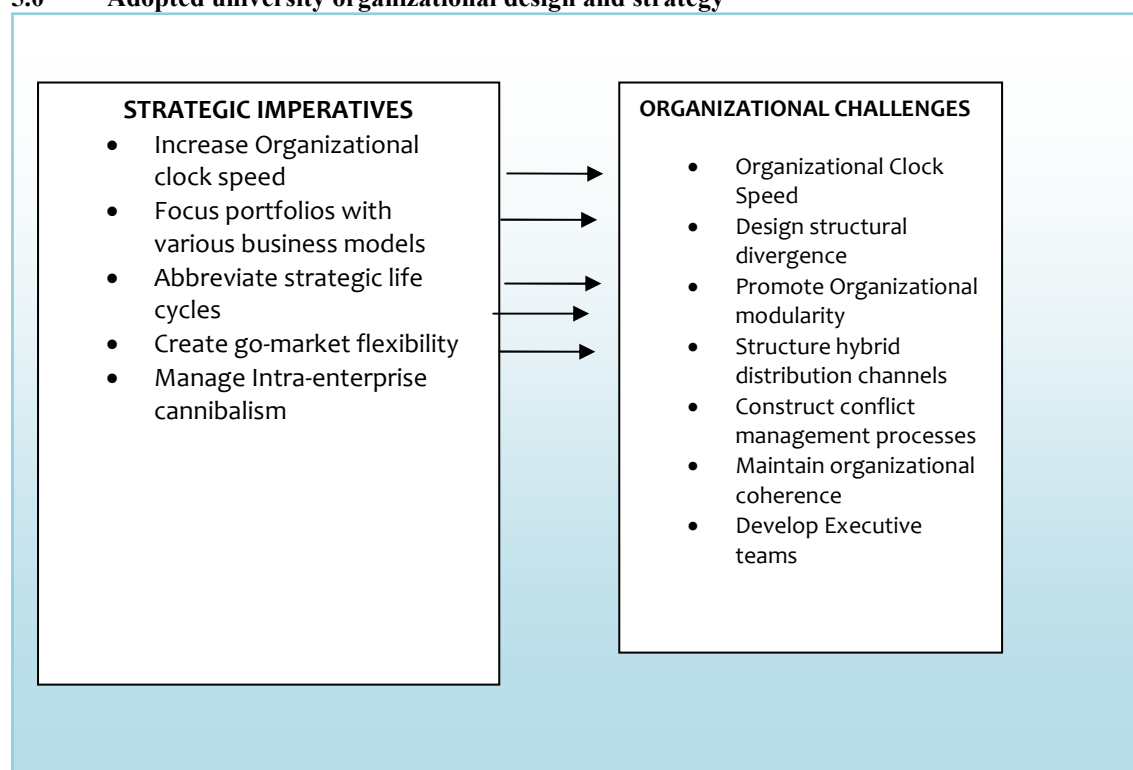 Adopted university organizational design and strategy
STRATEGIC IMPERATIVES
• Increase Organizational
clock speed
• Focus portfolios with
various business models
• Abbreviate strategic life
cycles
• Create go-market flexibility
• Manage Intra-enterprise
cannibalism
ORGANIZATIONAL CHALLENGES
• Organizational Clock
Speed
• Design structural
divergence
• Promote Organizational
modularity
• Structure hybrid
distribution channels
• Construct conflict
management processes
• Maintain organizational
coherence
• Develop Executive
teams